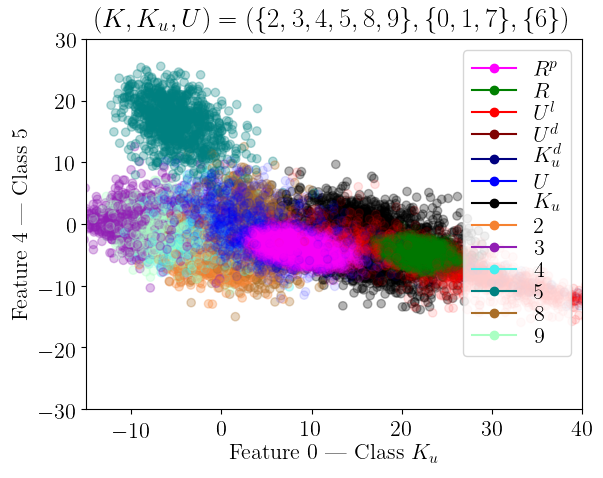 (K, K_u, U) = ({2, 3, 4, 5, 8, 9}, {0, 1, 7}, {6})
30
20
10
0
−10
−20
−30
Feature 4 — Class 5
R^p
R
U^l
U^d
K_u^d
U
K_u
2
3
4
5
8
9
−10
0
10
20
30
40
Feature 0 — Class K_u